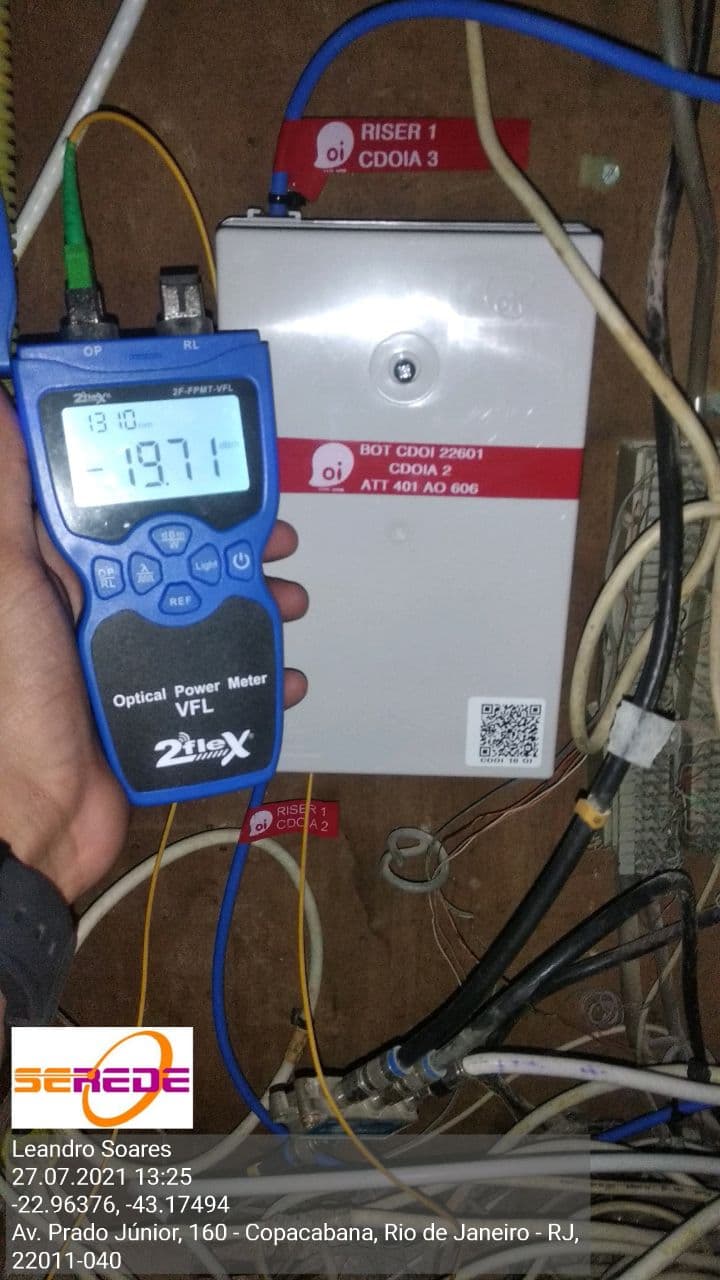 oi
RISER 1
CDOIA 3
OP
RL
2flex
2F-FPMT-VFL
1310nm
-19.71 dBm
dBm
W
OP
RL
λ
Light
REF
oi
BOT CDOI 22601
CDOIA 2
ATT 401 AO 606
Optical Power Meter
VFL
2flex
oi
RISER 1
CDOIA 2
SEREDE
Leandro Soares
27.07.2021 13:25
-22.96376, -43.17494
Av. Prado Júnior, 160 - Copacabana, Rio de Janeiro - RJ,
22011-040